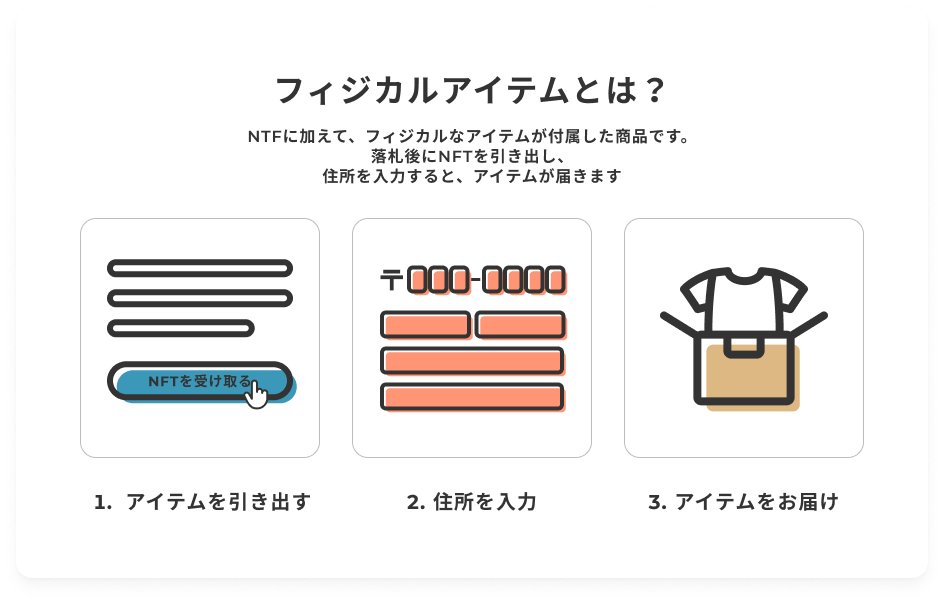 フィジカルアイテムとは？
NTFに加えて、フィジカルなアイテムが付属した商品です。
落札後にNFTを引き出し、
住所を入力すると、アイテムが届きます
NFTを受け取る
〒 -
1. アイテムを引き出す
2. 住所を入力
3. アイテムをお届け